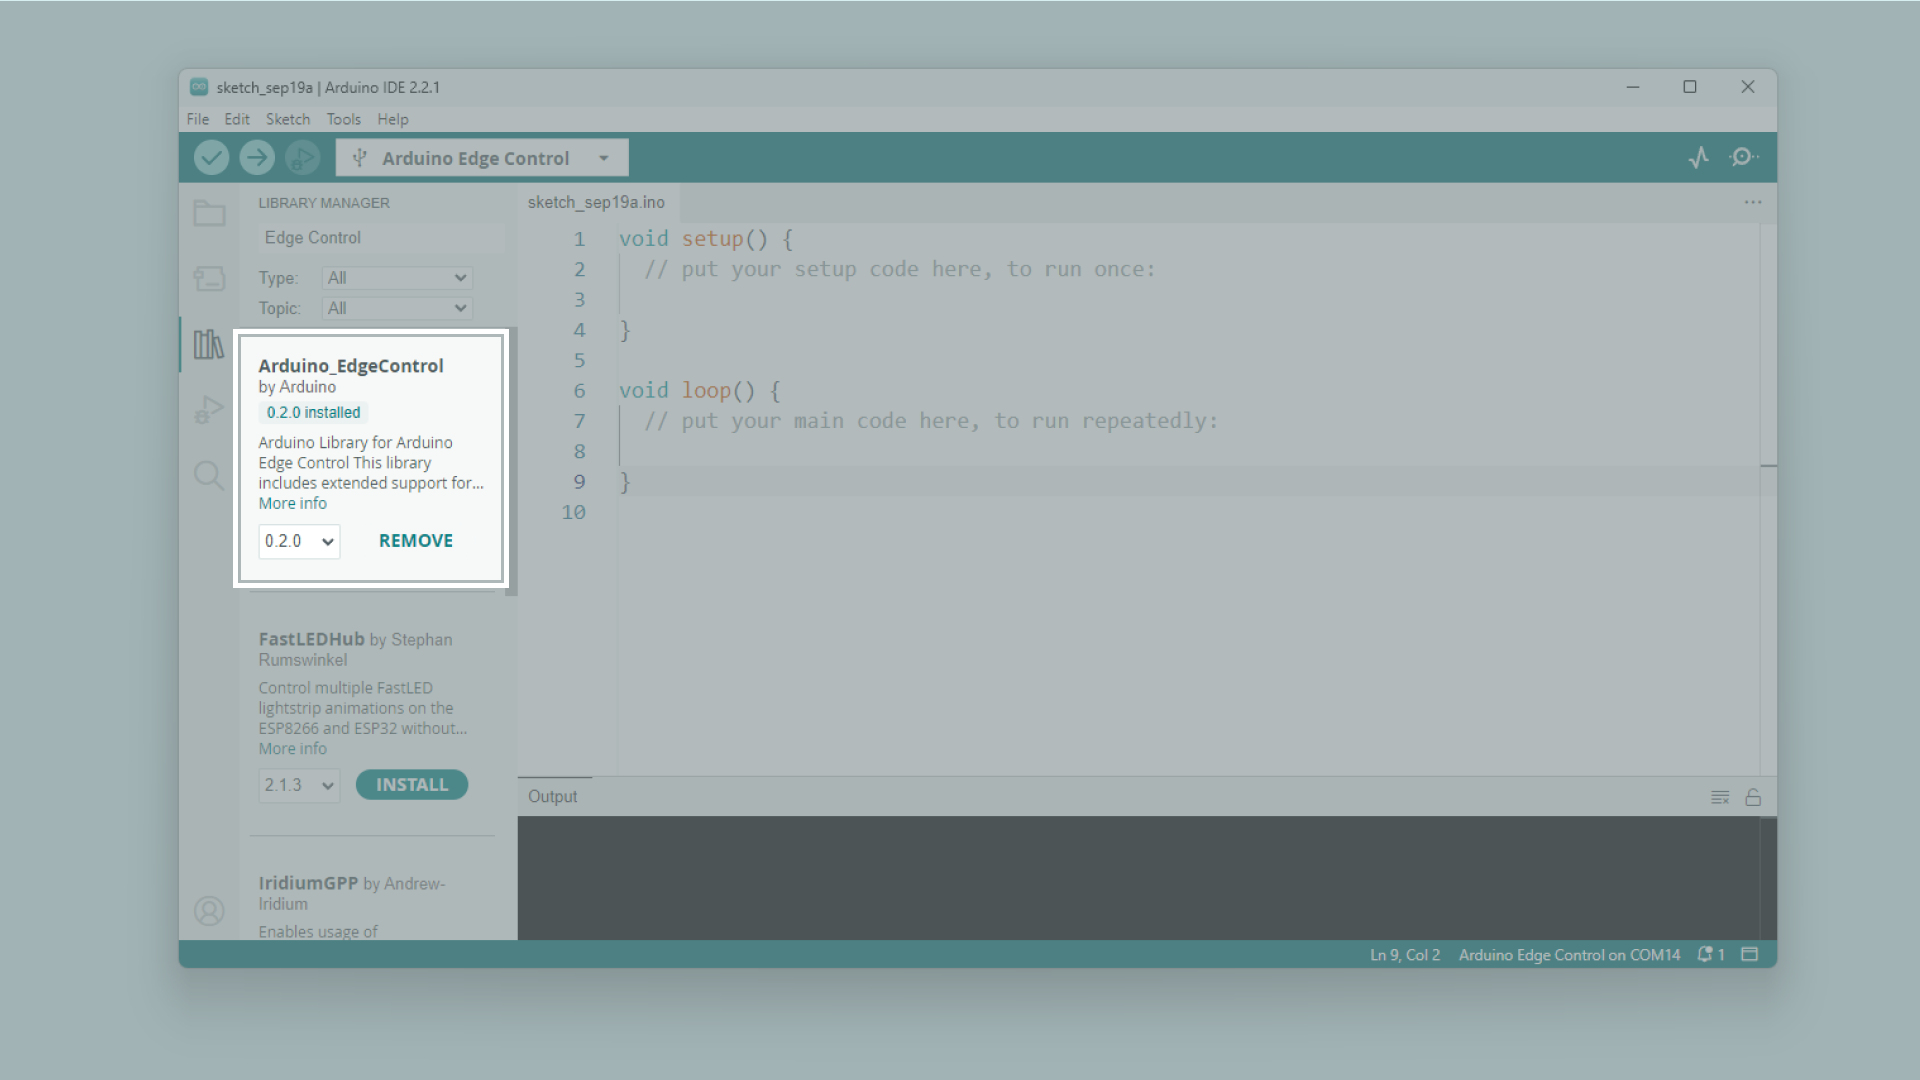 sketch_sep19a | Arduino IDE 2.2.1
File Edit Sketch Tools Help
Arduino Edge Control
LIBRARY MANAGER
Edge Control
Type: All
Topic: All
Arduino_EdgeControl
by Arduino
0.2.0 installed
Arduino Library for Arduino
Edge Control This library
includes extended support for...
More info
0.2.0 REMOVE
FastLEDHub by Stephan
Rumswinkel
Control multiple FastLED
lightstrip animations on the
ESP8266 and ESP32 without...
More info
2.1.3 INSTALL
IridiumGPP by Andrew-
Iridium
Enables usage of
sketch_sep19a.ino
1 void setup() {
2 // put your setup code here, to run once:
3
4 }
5
6 void loop() {
7 // put your main code here, to run repeatedly:
8
9 }
10
Output
Ln 9, Col 2 Arduino Edge Control on COM14 1